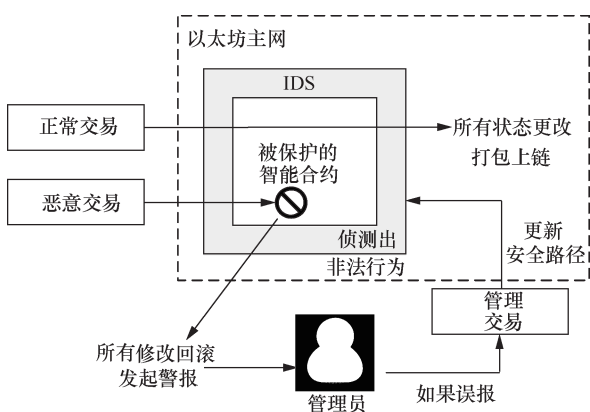 以太坊主网
IDS
正常交易
所有状态更改
打包上链
被保护的
智能合约
恶意交易
侦测出
非法行为
更新
安全路径
管理
交易
所有修改回滚
发起警报
如果误报
管理员